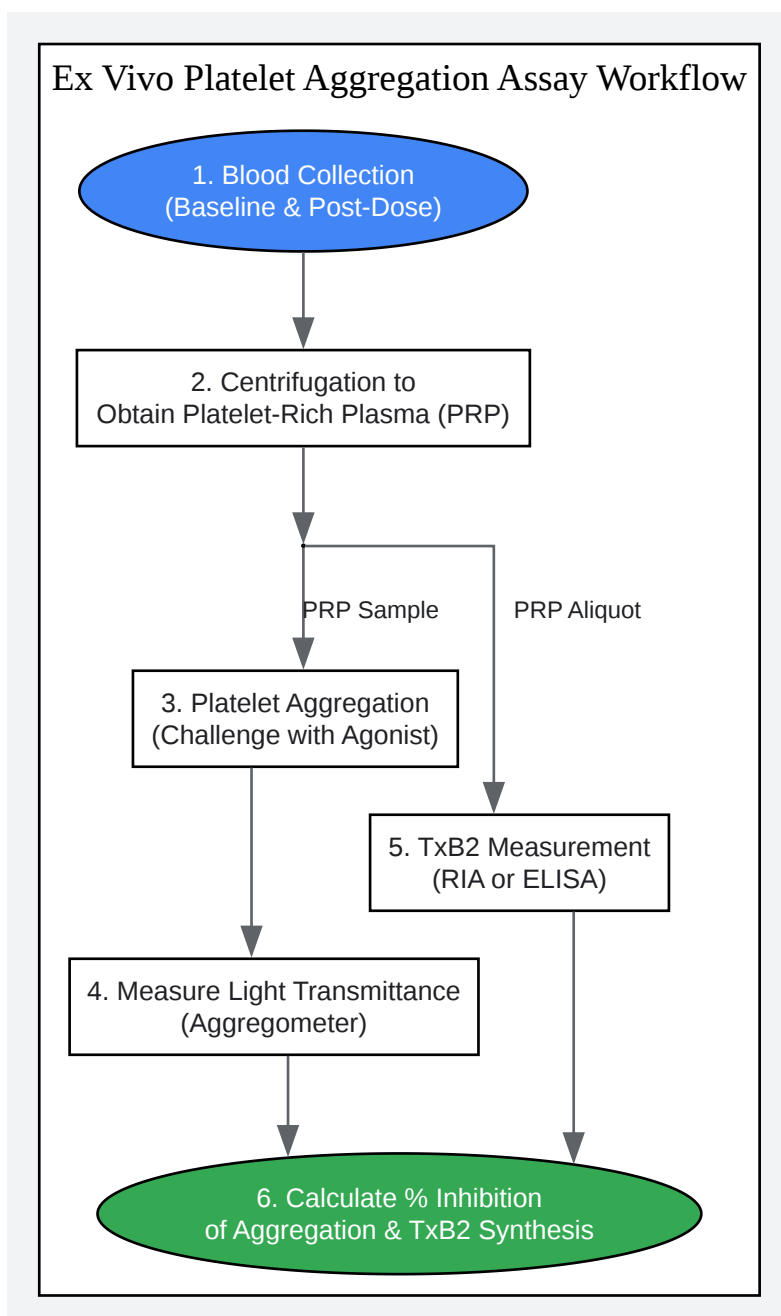 Ex Vivo Platelet Aggregation Assay Workflow
1. Blood Collection
(Baseline & Post-Dose)
2. Centrifugation to
Obtain Platelet-Rich Plasma (PRP)
PRP Sample
PRP Aliquot
3. Platelet Aggregation
(Challenge with Agonist)
5. TxB2 Measurement
(RIA or ELISA)
4. Measure Light Transmittance
(Aggregometer)
6. Calculate % Inhibition
of Aggregation & TxB2 Synthesis